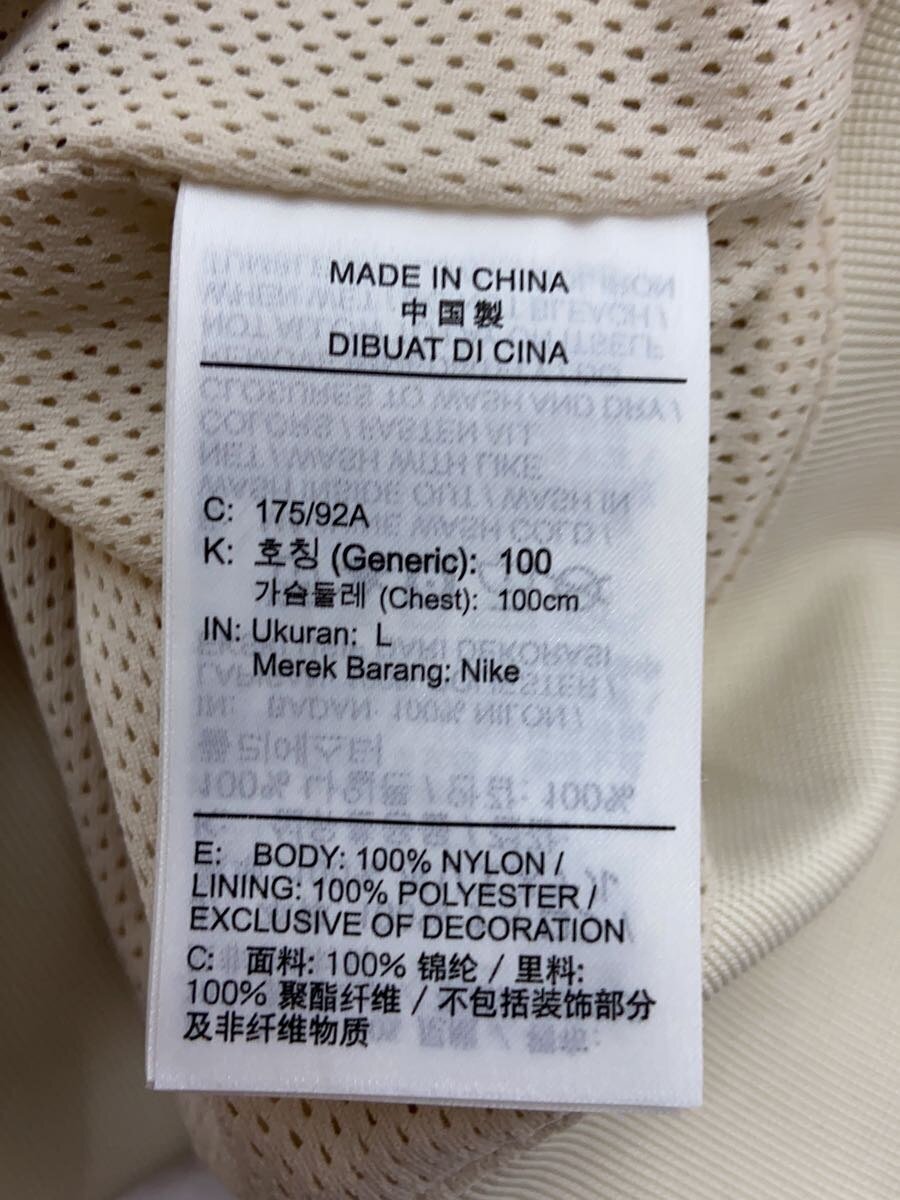 MADE IN CHINA
中国製
DIBUAT DI CINA
C: 175/92A
K: 호칭 (Generic): 100
가슴둘레 (Chest): 100cm
IN: Ukuran: L
Merek Barang: Nike
E: BODY: 100% NYLON /
LINING: 100% POLYESTER /
EXCLUSIVE OF DECORATION
C: 面料: 100% 锦纶 / 里料:
100% 聚酯纤维 / 不包括装饰部分
及非纤维物质